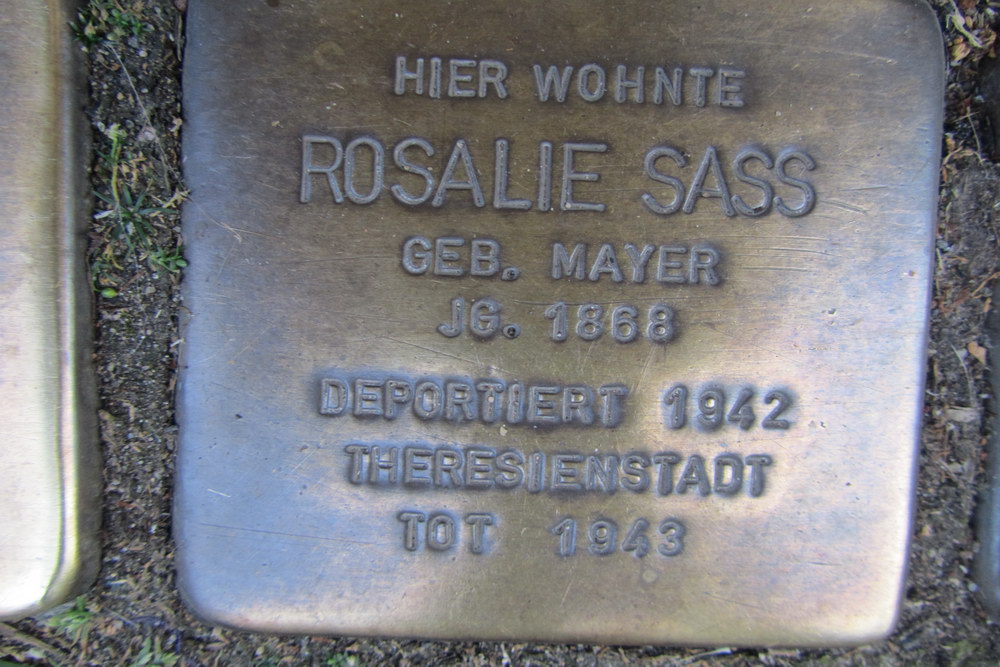 HIER WOHNTE
ROSALIE SASS
GEB. MAYER
JG. 1868
DEPORTIERT 1942
THERESIENSTADT
TOT 1943